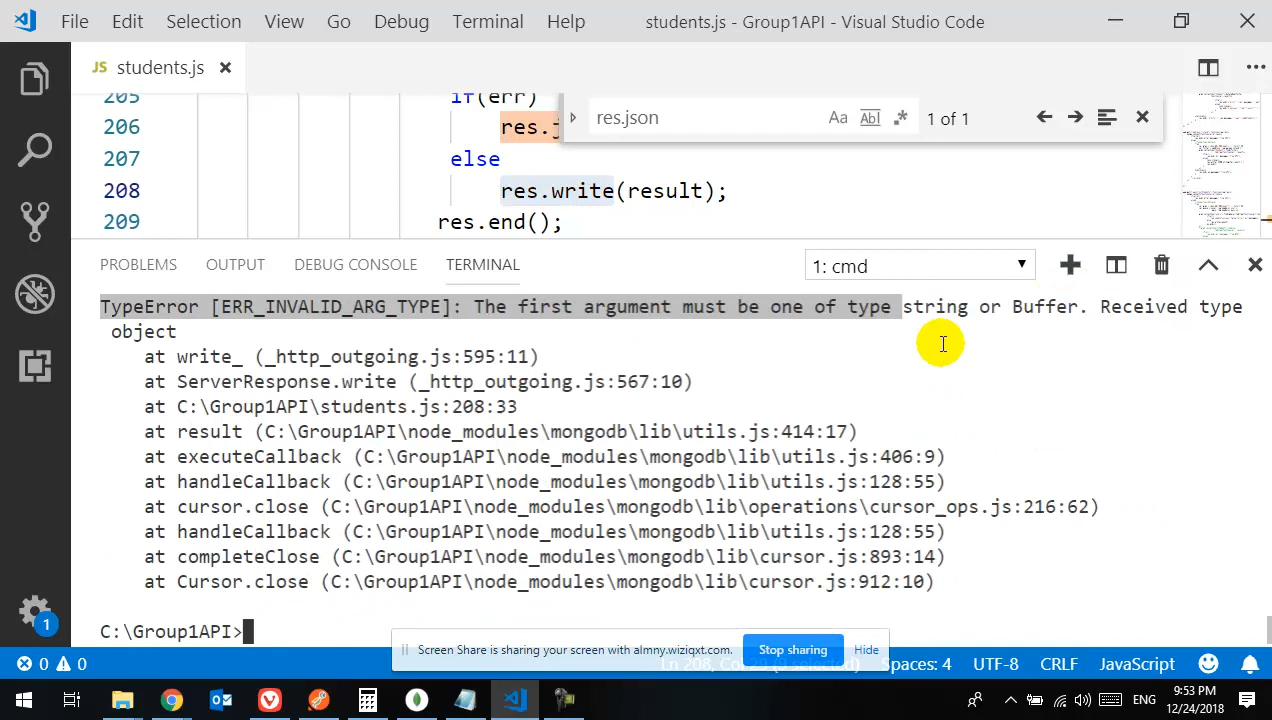 File Edit Selection View Go Debug Terminal Help students.js - Group1API - Visual Studio Code
JS students.js
205 if(err)
206 res.j
res.json Aa Abl .* 1 of 1
207 else
208 res.write(result);
209 res.end();
PROBLEMS OUTPUT DEBUG CONSOLE TERMINAL 1: cmd
TypeError [ERR_INVALID_ARG_TYPE]: The first argument must be one of type string or Buffer. Received type
object
at write_ (_http_outgoing.js:595:11)
at ServerResponse.write (_http_outgoing.js:567:10)
at C:\Group1API\students.js:208:33
at result (C:\Group1API\node_modules\mongodb\lib\utils.js:414:17)
at executeCallback (C:\Group1API\node_modules\mongodb\lib\utils.js:406:9)
at handleCallback (C:\Group1API\node_modules\mongodb\lib\utils.js:128:55)
at cursor.close (C:\Group1API\node_modules\mongodb\lib\operations\cursor_ops.js:216:62)
at handleCallback (C:\Group1API\node_modules\mongodb\lib\utils.js:128:55)
at completeClose (C:\Group1API\node_modules\mongodb\lib\cursor.js:893:14)
at Cursor.close (C:\Group1API\node_modules\mongodb\lib\cursor.js:912:10)
C:\Group1API>
Screen Share is sharing your screen with almny.wiziqxt.com. Stop sharing Hide
1
0 0 Spaces: 4 UTF-8 CRLF JavaScript
ENG 9:53 PM
12/24/2018